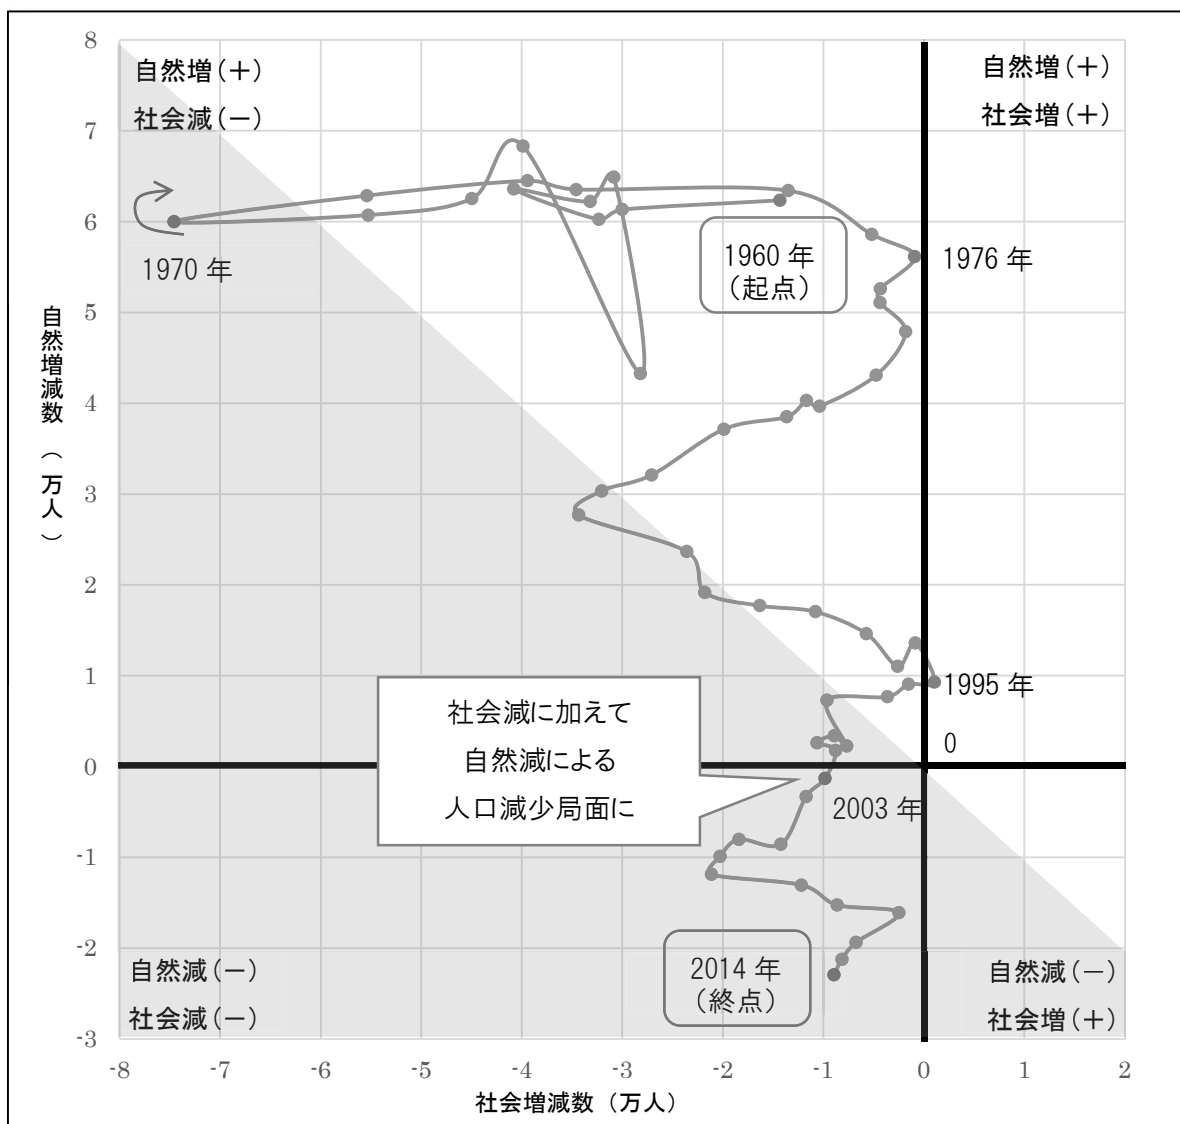 8
7
6
5
4
3
2
1
0
-1
-2
-3
自然増減数（万人）
自然増(＋)
社会減(－)
自然増(＋)
社会増(＋)
1970 年
1960 年
（起点）
1976 年
1995 年
0
社会減に加えて
自然減による
人口減少局面に
2003 年
2014 年
（終点）
自然減(－)
社会減(－)
自然減(－)
社会増(＋)
-8 -7 -6 -5 -4 -3 -2 -1 0 1 2
社会増減数（万人）